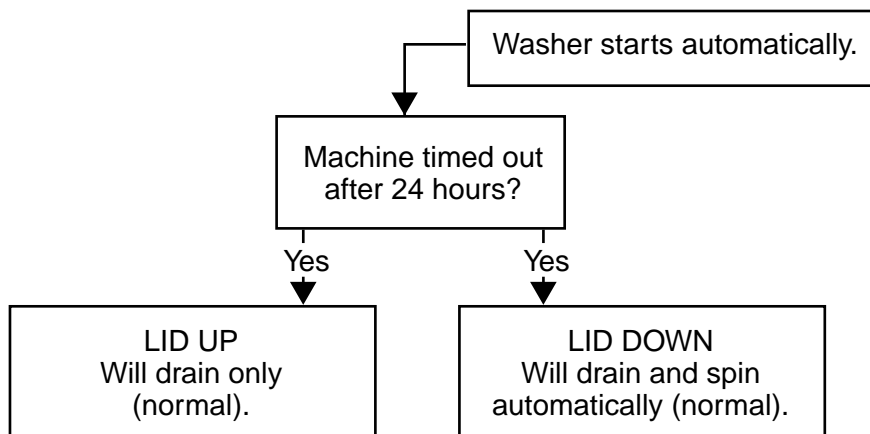 Washer starts automatically.
Machine timed out
after 24 hours?
Yes
Yes
LID UP
Will drain only
(normal).
LID DOWN
Will drain and spin
automatically (normal).